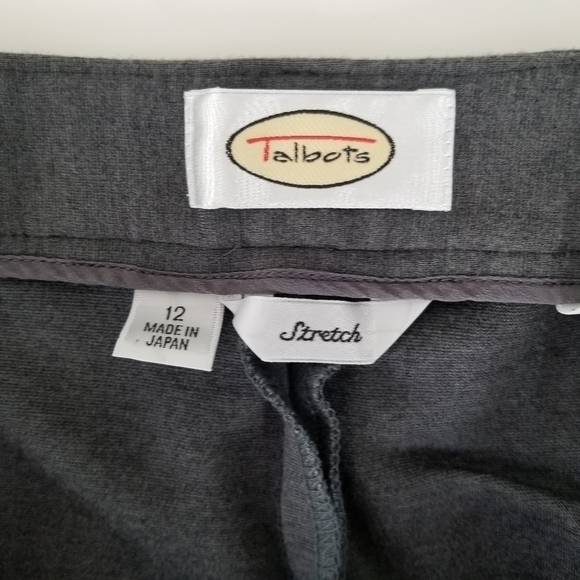 Talbots
12
MADE IN
JAPAN
Stretch